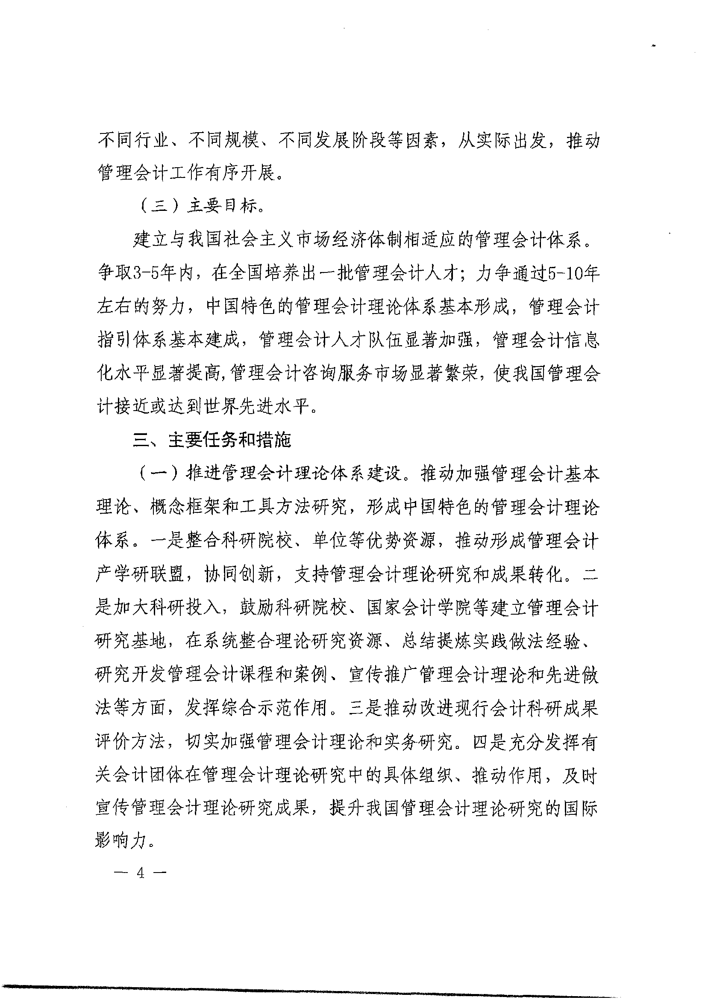 不同行业、不同规模、不同发展阶段等因素，从实际出发，推动
管理会计工作有序开展。
（三）主要目标。
建立与我国社会主义市场经济体制相适应的管理会计体系。
争取3-5年内，在全国培养出一批管理会计人才；力争通过5-10年
左右的努力，中国特色的管理会计理论体系基本形成，管理会计
指引体系基本建成，管理会计人才队伍显著加强，管理会计信息
化水平显著提高,管理会计咨询服务市场显著繁荣，使我国管理会
计接近或达到世界先进水平。
三、主要任务和措施
（一）推进管理会计理论体系建设。推动加强管理会计基本
理论、概念框架和工具方法研究，形成中国特色的管理会计理论
体系。一是整合科研院校、单位等优势资源，推动形成管理会计
产学研联盟，协同创新，支持管理会计理论研究和成果转化。二
是加大科研投入，鼓励科研院校、国家会计学院等建立管理会计
研究基地，在系统整合理论研究资源、总结提炼实践做法经验、
研究开发管理会计课程和案例、宣传推广管理会计理论和先进做
法等方面，发挥综合示范作用。三是推动改进现行会计科研成果
评价方法，切实加强管理会计理论和实务研究。四是充分发挥有
关会计团体在管理会计理论研究中的具体组织、推动作用，及时
宣传管理会计理论研究成果，提升我国管理会计理论研究的国际
影响力。
— 4 —